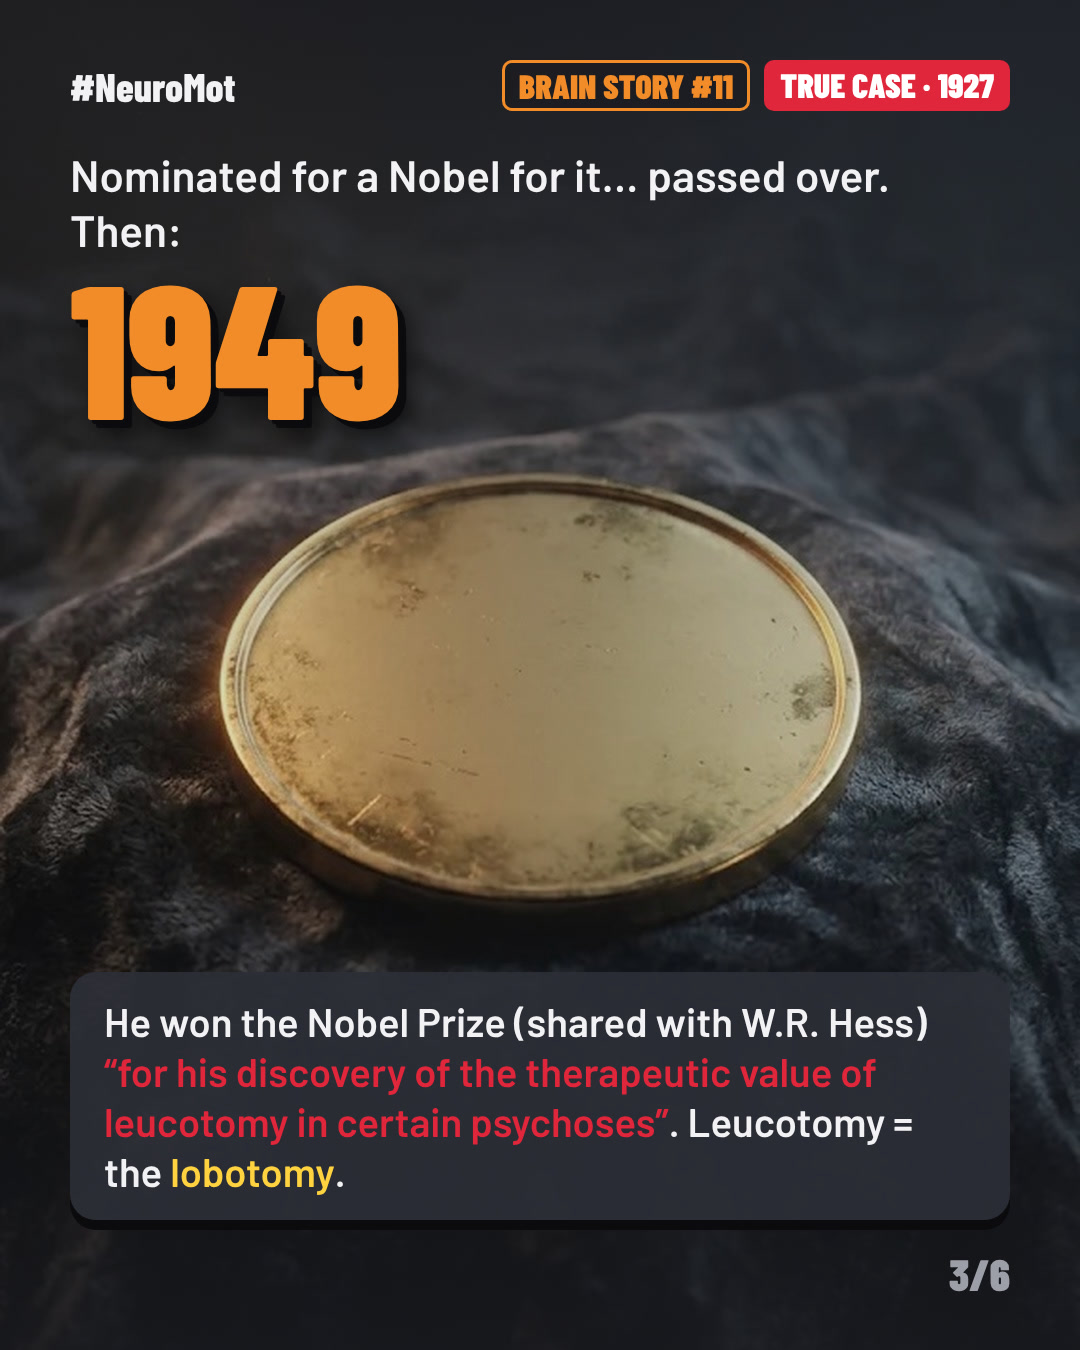 #NeuroMot
BRAIN STORY #11
TRUE CASE · 1927
Nominated for a Nobel for it... passed over.
Then:
1949
He won the Nobel Prize (shared with W.R. Hess)
“for his discovery of the therapeutic value of
leucotomy in certain psychoses”. Leucotomy =
the lobotomy.
3/6